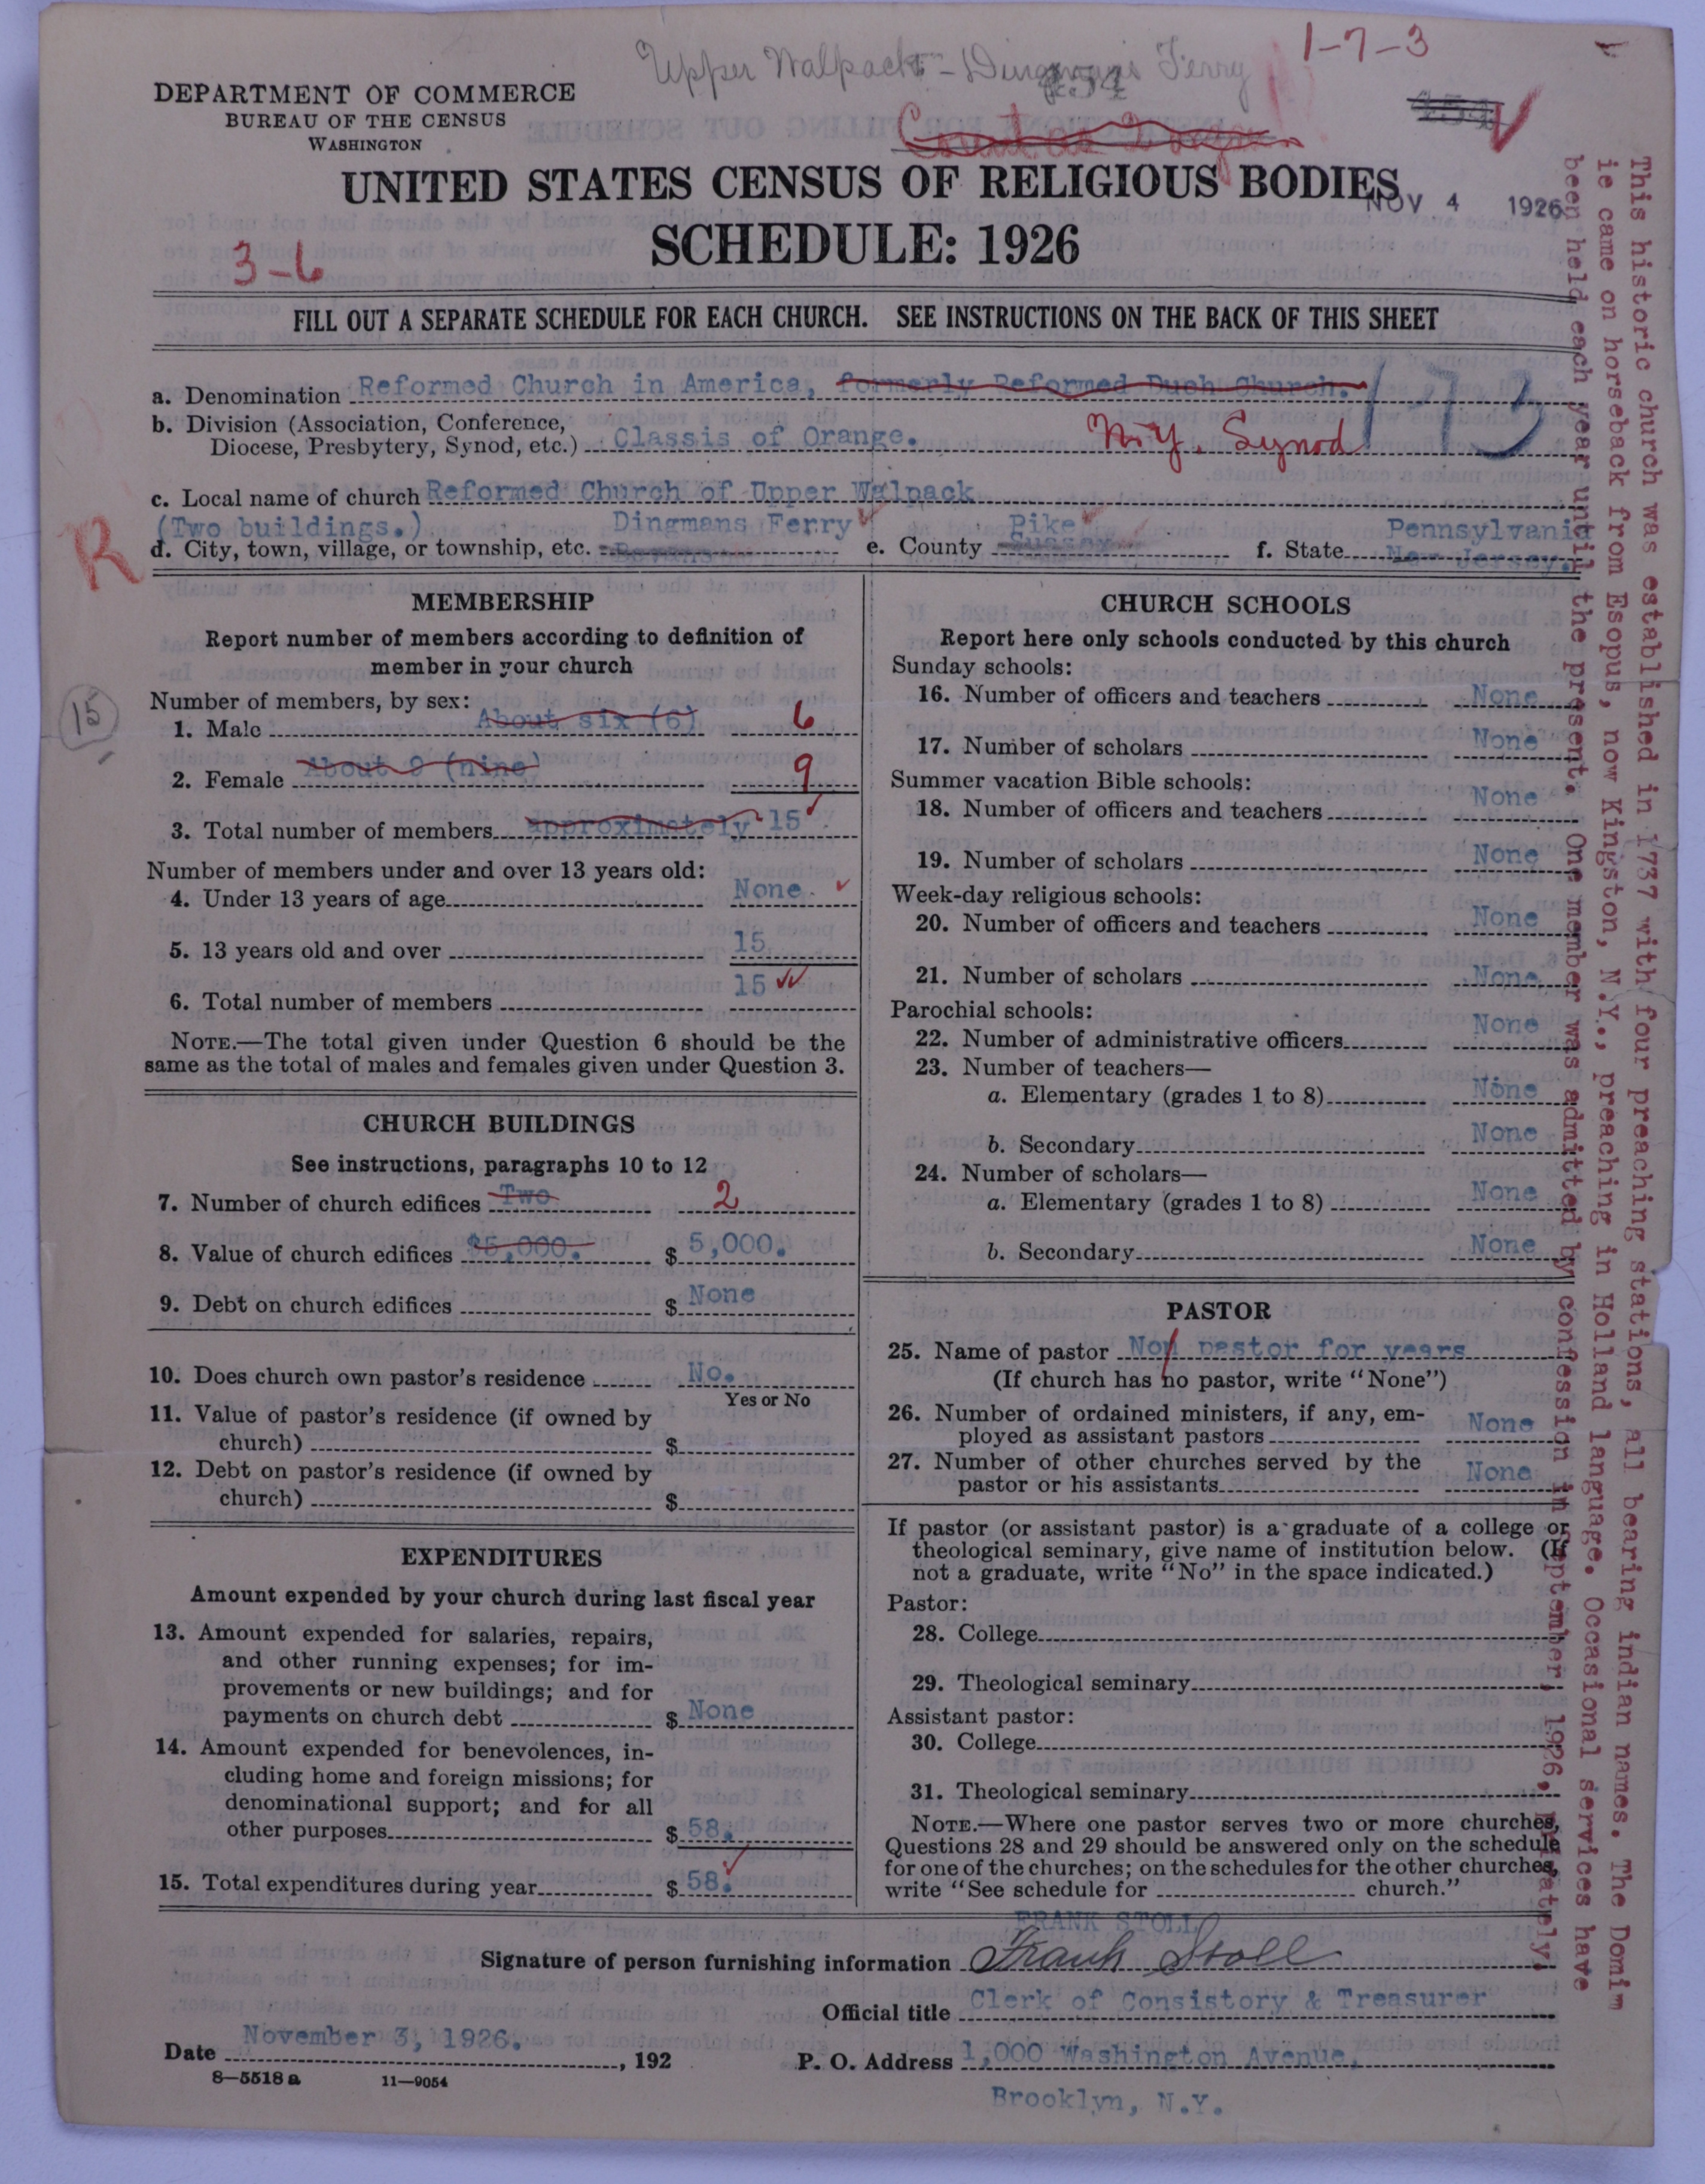 Upper Walpack - Dingmans Ferry
1-7-3
DEPARTMENT OF COMMERCE
BUREAU OF THE CENSUS
WASHINGTON
UNITED STATES CENSUS OF RELIGIOUS BODIES
NOV 4 1926
SCHEDULE: 1926
3-6
FILL OUT A SEPARATE SCHEDULE FOR EACH CHURCH. SEE INSTRUCTIONS ON THE BACK OF THIS SHEET
a. Denomination Reformed Church in America, formerly Reformed Duch Church. 173
b. Division (Association, Conference,
Diocese, Presbytery, Synod, etc.) Classis of Orange. N.Y. Synod
c. Local name of church Reformed Church of Upper Walpack
(Two buildings.) Dingmans Ferry Pike Pennsylvania
R
d. City, town, village, or township, etc. Bevans e. County Sussex f. State New Jersey.
MEMBERSHIP
Report number of members according to definition of
member in your church
Number of members, by sex:
15
1. Male About six (6) 6
2. Female About 9 (nine) 9
3. Total number of members approximately 15
Number of members under and over 13 years old:
4. Under 13 years of age None.
5. 13 years old and over 15
6. Total number of members 15
NOTE.—The total given under Question 6 should be the
same as the total of males and females given under Question 3.
CHURCH BUILDINGS
See instructions, paragraphs 10 to 12
7. Number of church edifices Two 2
8. Value of church edifices $5,000. $ 5,000.
9. Debt on church edifices $ None
10. Does church own pastor's residence No.
Yes or No
11. Value of pastor's residence (if owned by
church) $
12. Debt on pastor's residence (if owned by
church) $
EXPENDITURES
Amount expended by your church during last fiscal year
13. Amount expended for salaries, repairs,
and other running expenses; for im-
provements or new buildings; and for
payments on church debt $ None
14. Amount expended for benevolences, in-
cluding home and foreign missions; for
denominational support; and for all
other purposes $ 58.
15. Total expenditures during year $ 58.
CHURCH SCHOOLS
Report here only schools conducted by this church
Sunday schools:
16. Number of officers and teachers None
17. Number of scholars None
Summer vacation Bible schools:
18. Number of officers and teachers None
19. Number of scholars None
Week-day religious schools:
20. Number of officers and teachers None
21. Number of scholars None
Parochial schools:
22. Number of administrative officers None
23. Number of teachers—
a. Elementary (grades 1 to 8) None
b. Secondary None
24. Number of scholars—
a. Elementary (grades 1 to 8) None
b. Secondary None
PASTOR
25. Name of pastor No pastor for years
(If church has no pastor, write "None")
26. Number of ordained ministers, if any, em-
ployed as assistant pastors None
27. Number of other churches served by the
pastor or his assistants None
If pastor (or assistant pastor) is a graduate of a college or
theological seminary, give name of institution below. (If
not a graduate, write "No" in the space indicated.)
Pastor:
28. College
29. Theological seminary
Assistant pastor:
30. College
31. Theological seminary
NOTE.—Where one pastor serves two or more churches,
Questions 28 and 29 should be answered only on the schedule
for one of the churches; on the schedules for the other churches,
write "See schedule for church."
FRANK STOLL
Signature of person furnishing information Frank Stoll
Official title Clerk of Consistory & Treasurer
Date November 3, 1926. , 192
P. O. Address 1,000 Washington Avenue,
8-5518 a 11-9054
Brooklyn, N.Y.
This historic church was established in 1737 with four preaching stations, all bearing indian names. The Domim
ie came on horseback from Esopus, now Kingston, N.Y., preaching in Holland language. Occasional services have
been held each year until the present. One member was admitted by confession in September, 1926.